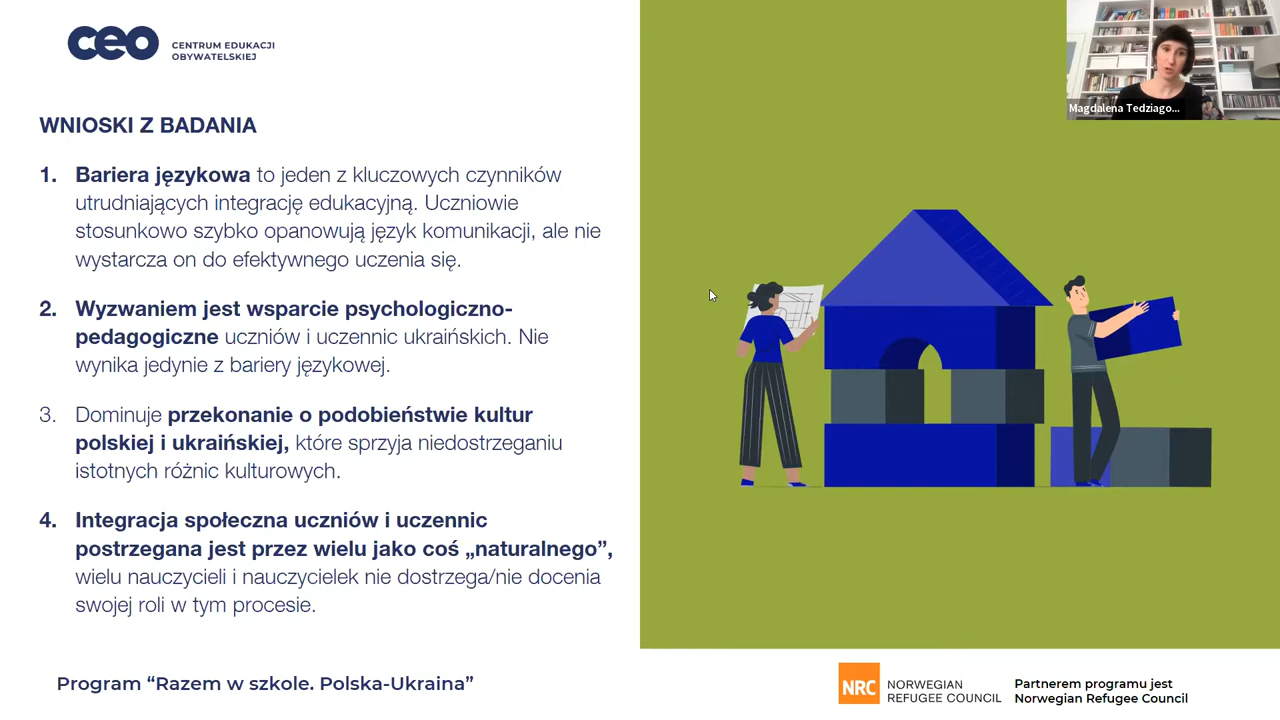 ceo
CENTRUM EDUKACJI
OBYWATELSKIEJ
Magdalena Tedziago...
WNIOSKI Z BADANIA
1. Bariera językowa to jeden z kluczowych czynników
utrudniających integrację edukacyjną. Uczniowie
stosunkowo szybko opanowują język komunikacji, ale nie
wystarcza on do efektywnego uczenia się.
2. Wyzwaniem jest wsparcie psychologiczno-
pedagogiczne uczniów i uczennic ukraińskich. Nie
wynika jedynie z bariery językowej.
3. Dominuje przekonanie o podobieństwie kultur
polskiej i ukraińskiej, które sprzyja niedostrzeganiu
istotnych różnic kulturowych.
4. Integracja społeczna uczniów i uczennic
postrzegana jest przez wielu jako coś „naturalnego”,
wielu nauczycieli i nauczycielek nie dostrzega/nie docenia
swojej roli w tym procesie.
Program “Razem w szkole. Polska-Ukraina”
NRC
NORWEGIAN
REFUGEE COUNCIL
Partnerem programu jest
Norwegian Refugee Council